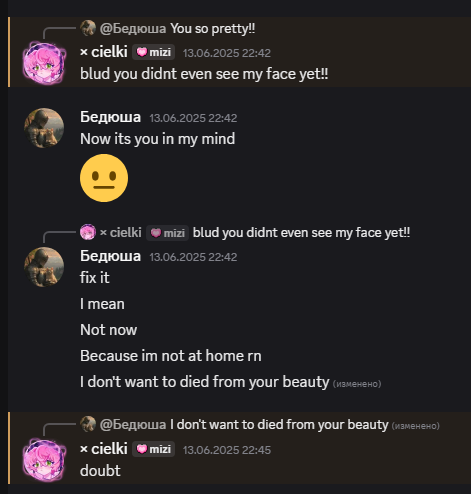 @Бедюша You so pretty!!
× cielki mizi 13.06.2025 22:42
blud you didnt even see my face yet!!
Бедюша 13.06.2025 22:42
Now its you in my mind
× cielki mizi blud you didnt even see my face yet!!
Бедюша 13.06.2025 22:42
fix it
I mean
Not now
Because im not at home rn
I don't want to died from your beauty (изменено)
@Бедюша I don't want to died from your beauty (изменено)
× cielki mizi 13.06.2025 22:45
doubt